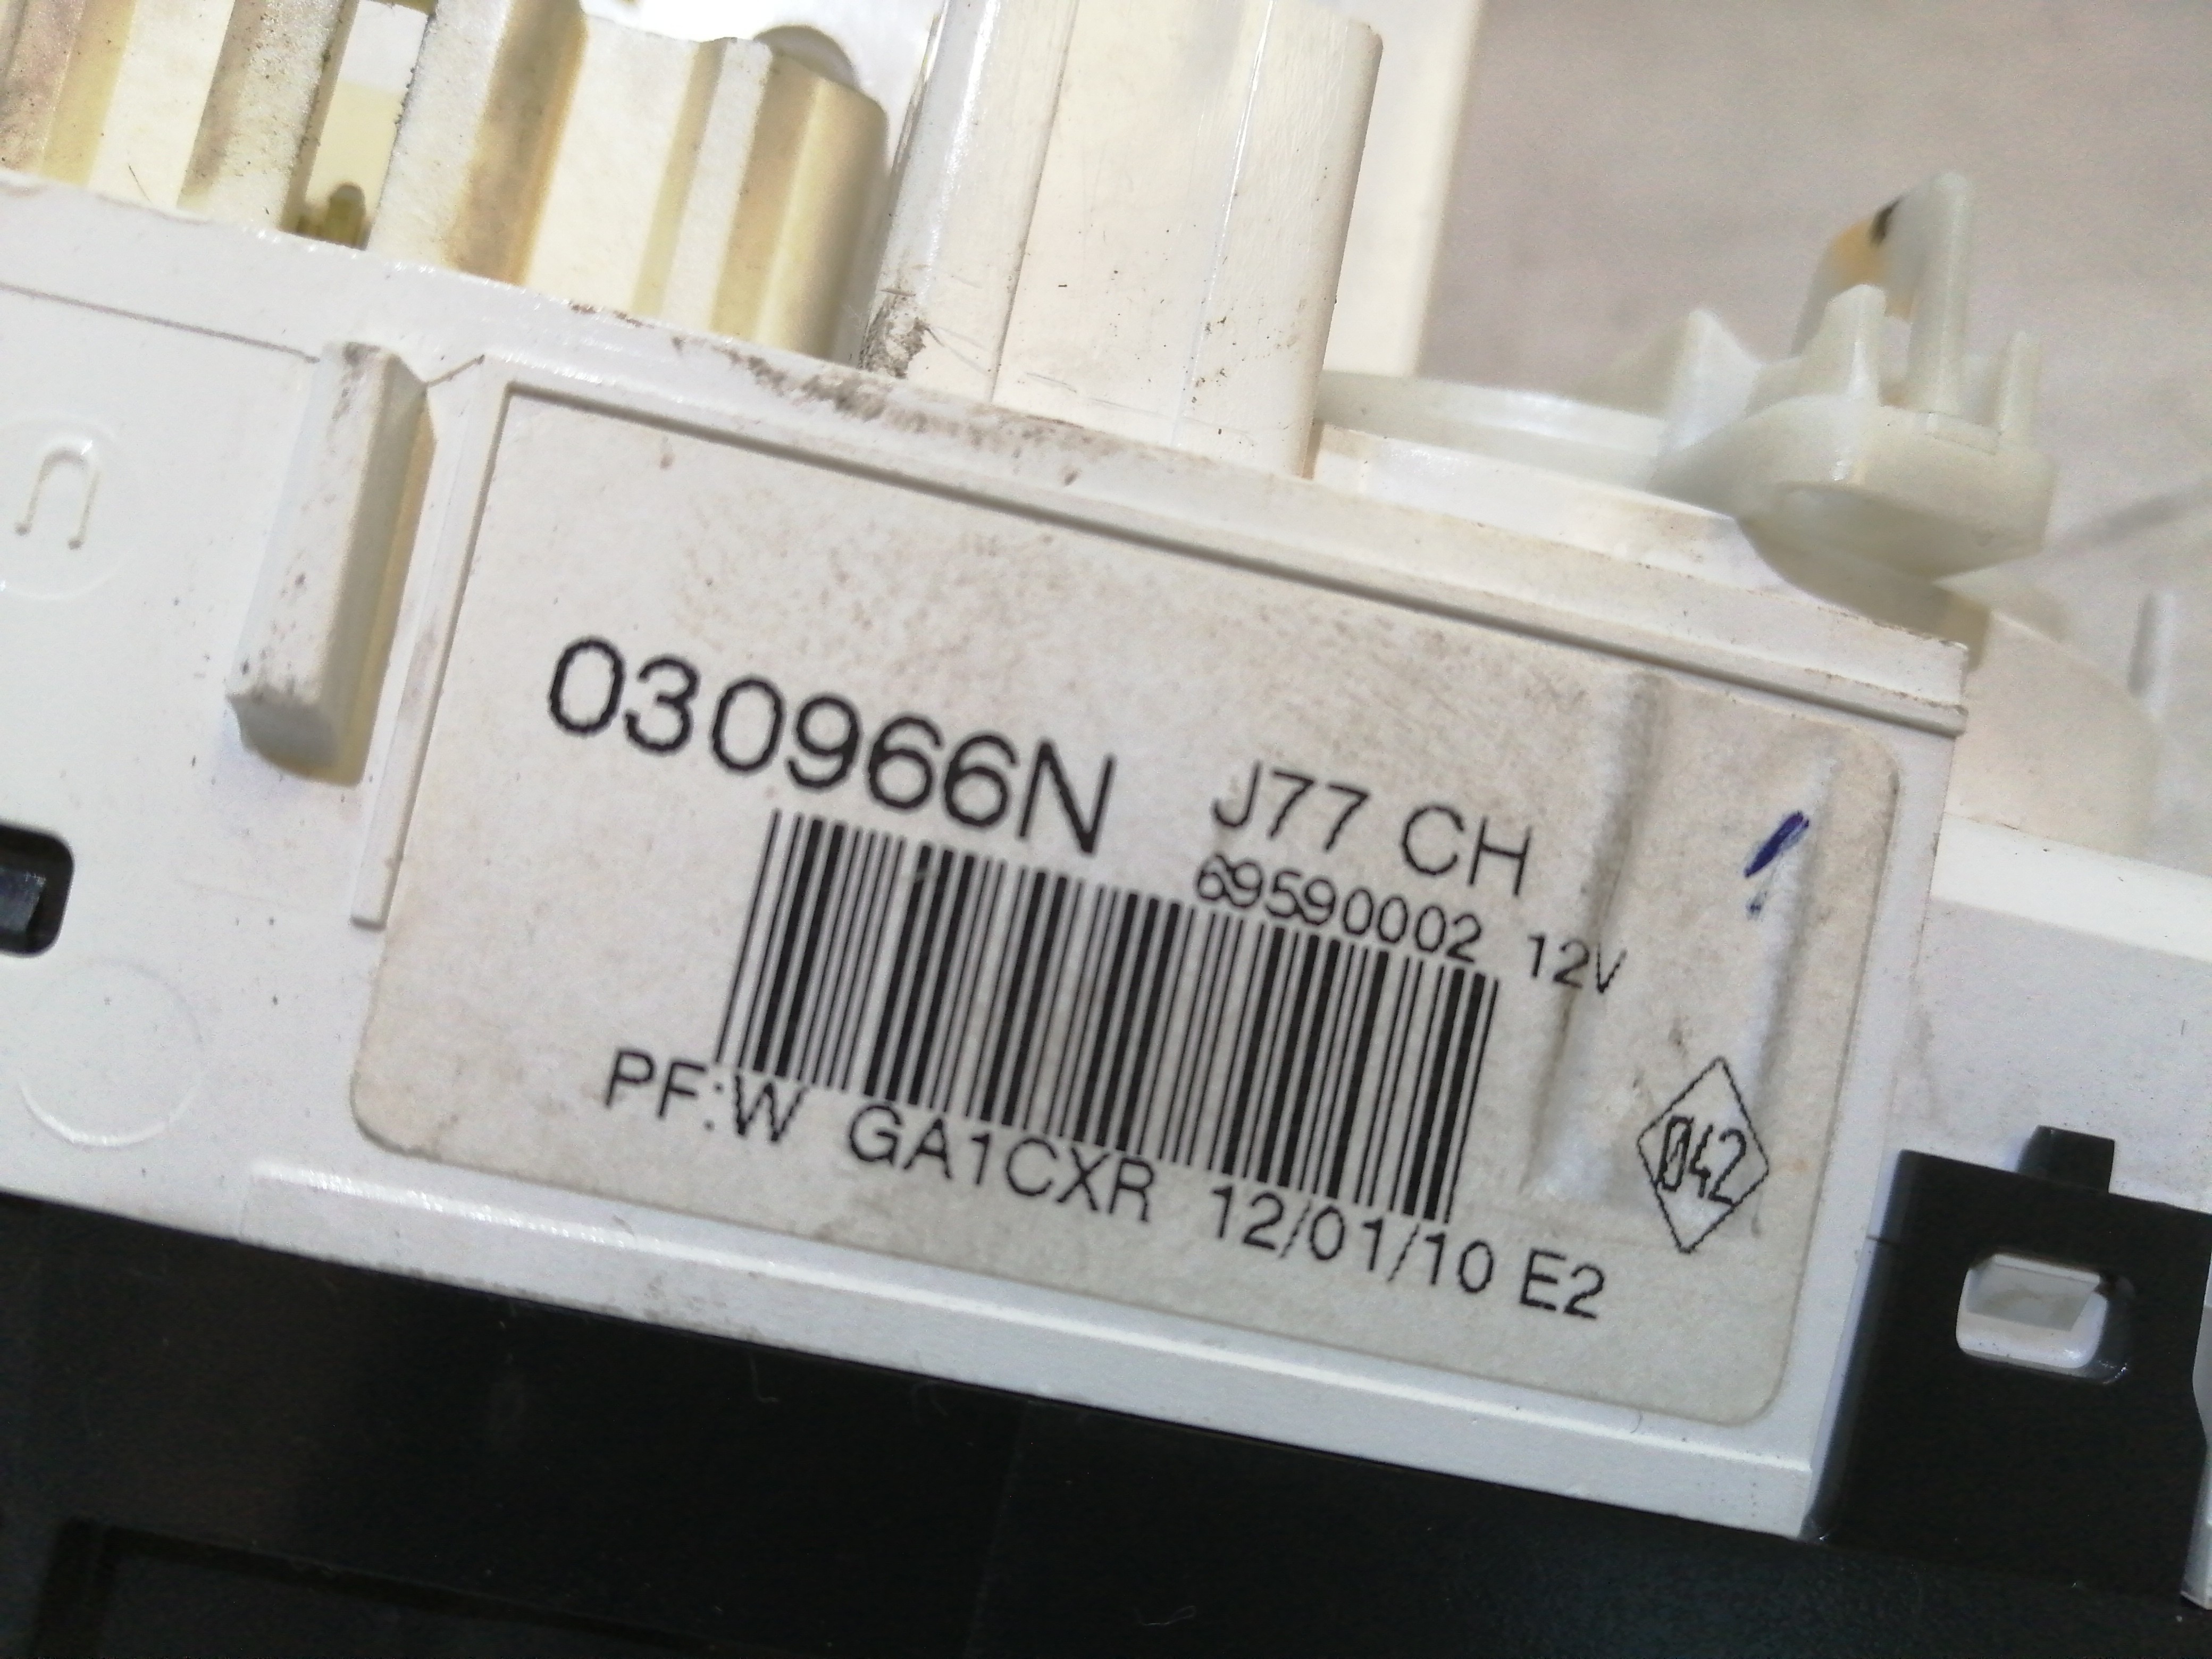 030966N J77 CH
69590002 12V
042
PF:W GA1CXR 12/01/10 E2